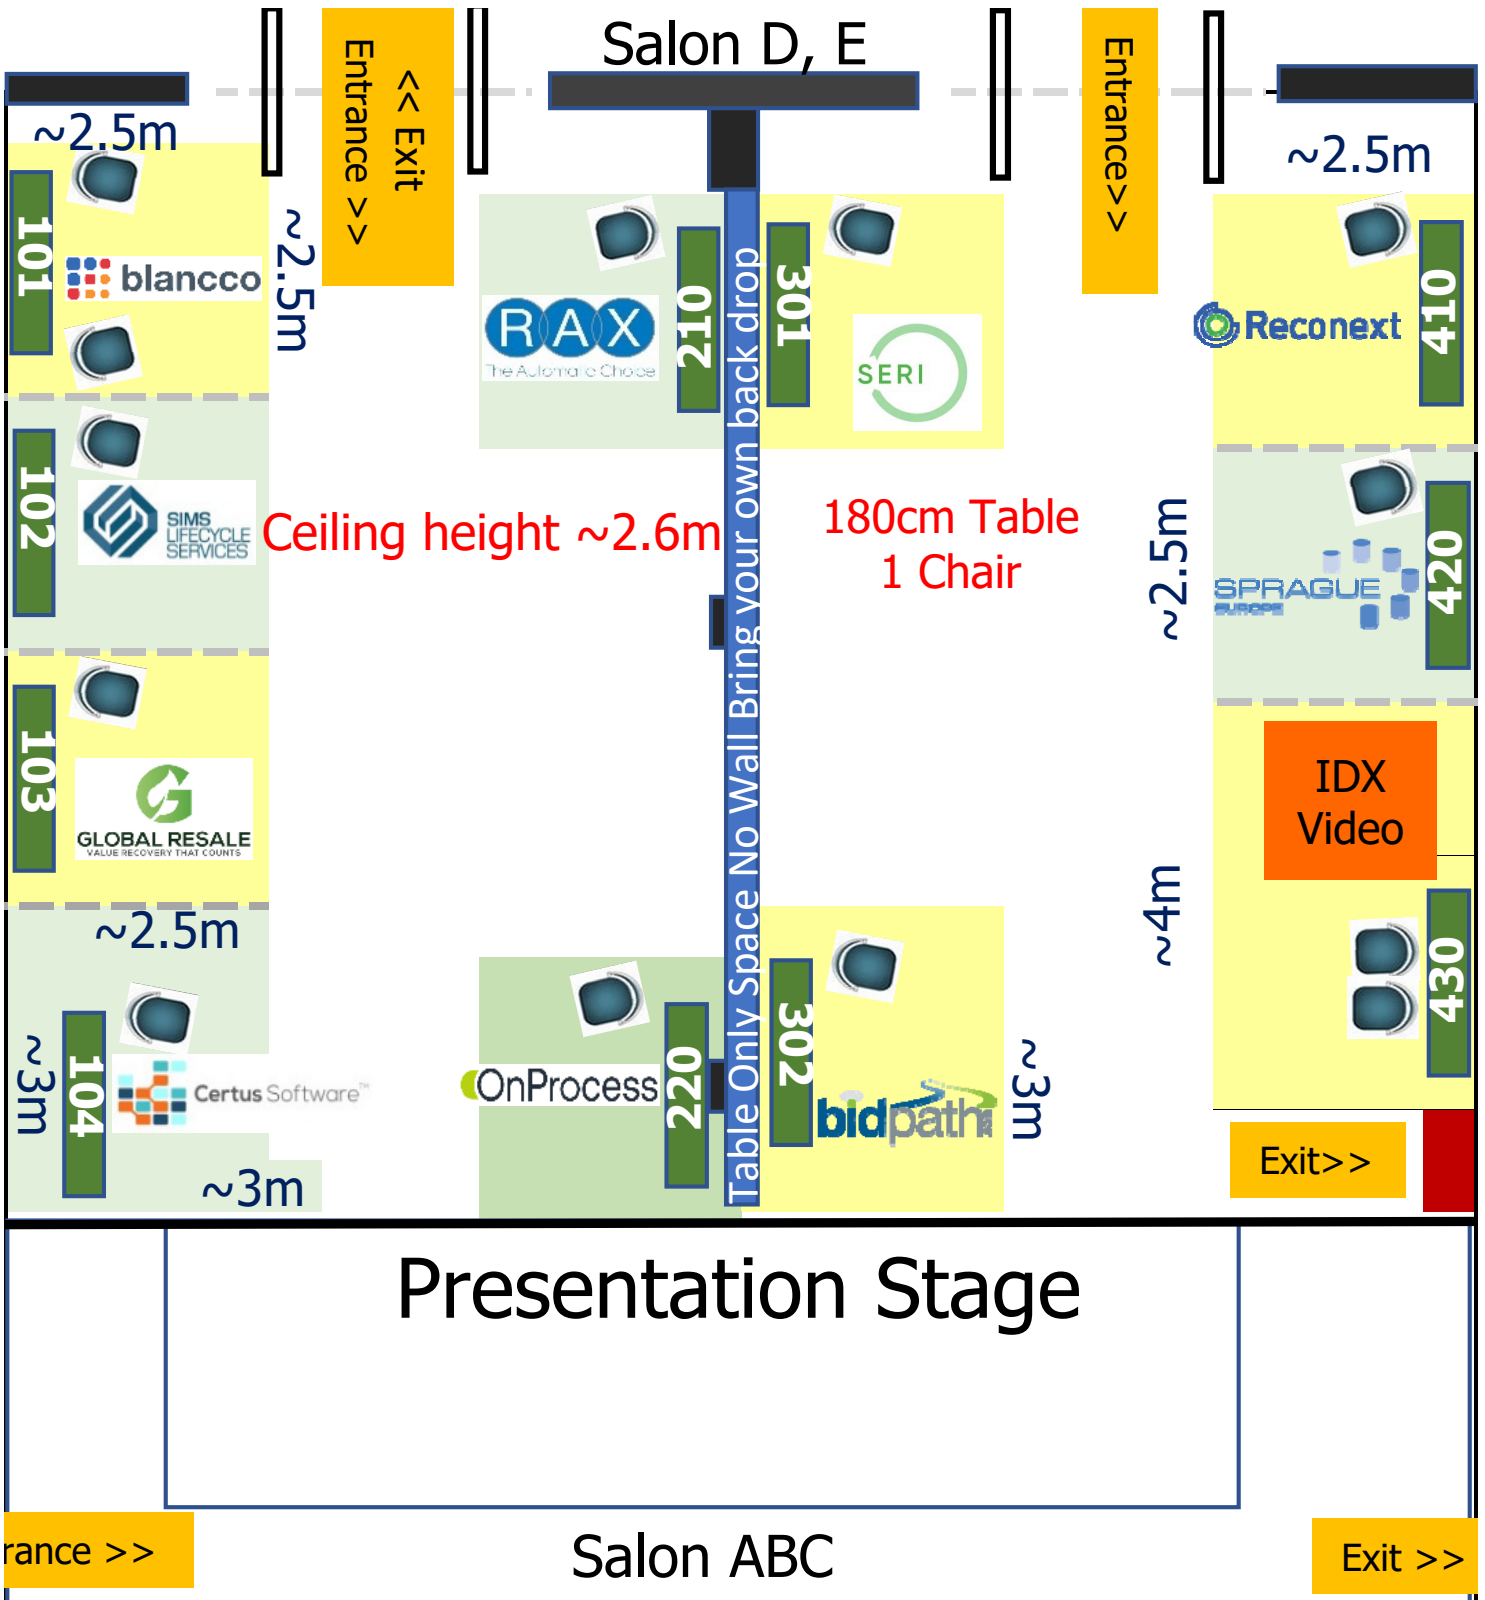 Salon D, E
Entrance >>
<< Exit
Entrance>>
~2.5m
~2.5m
~2.5m
101
blancco
RAX
The Automatic Choice
210
301
SERI
Reconext
410
102
SIMS
LIFECYCLE
SERVICES
Ceiling height ~2.6m
180cm Table
1 Chair
~2.5m
SPRAGUE
EUROPE
420
Table Only Space No Wall Bring your own back drop
103
GLOBAL RESALE
VALUE RECOVERY THAT COUNTS
IDX
Video
~2.5m
~4m
430
~3m
104
Certus Software™
OnProcess
220
302
bidpath
~3m
~3m
Exit>>
Presentation Stage
rance >>
Salon ABC
Exit >>